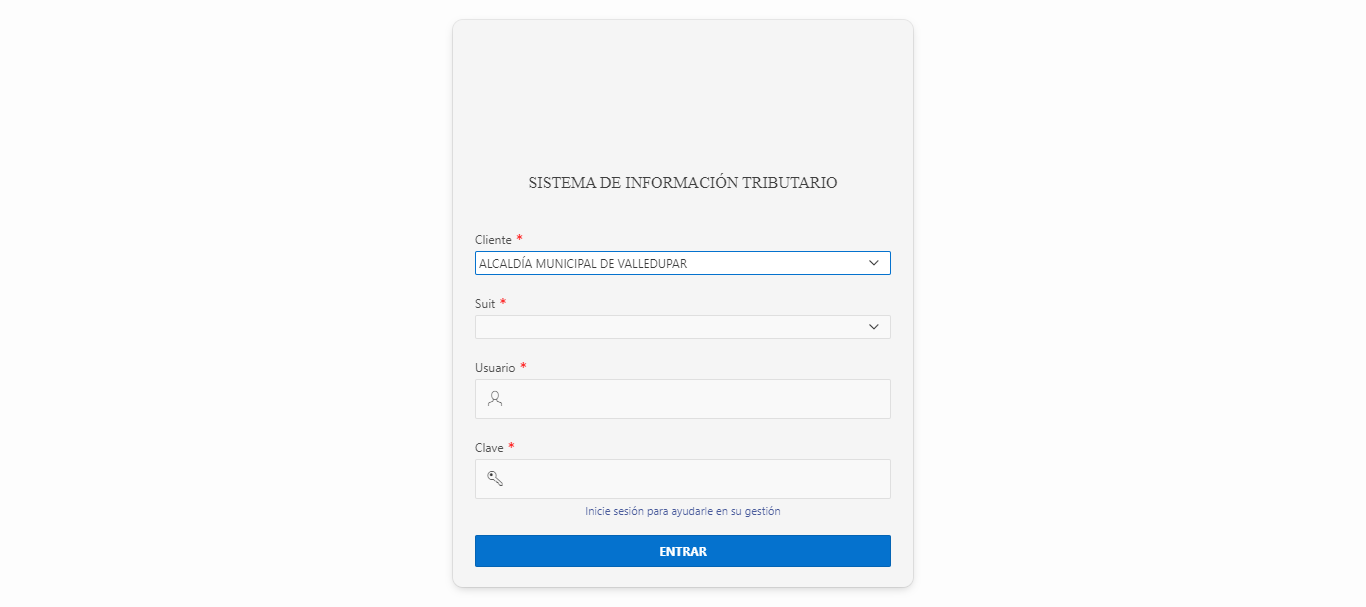 SISTEMA DE INFORMACIÓN TRIBUTARIO
Cliente *
ALCALDÍA MUNICIPAL DE VALLEDUPAR
Suit *
Usuario *
Clave *
Inicie sesión para ayudarle en su gestión
ENTRAR